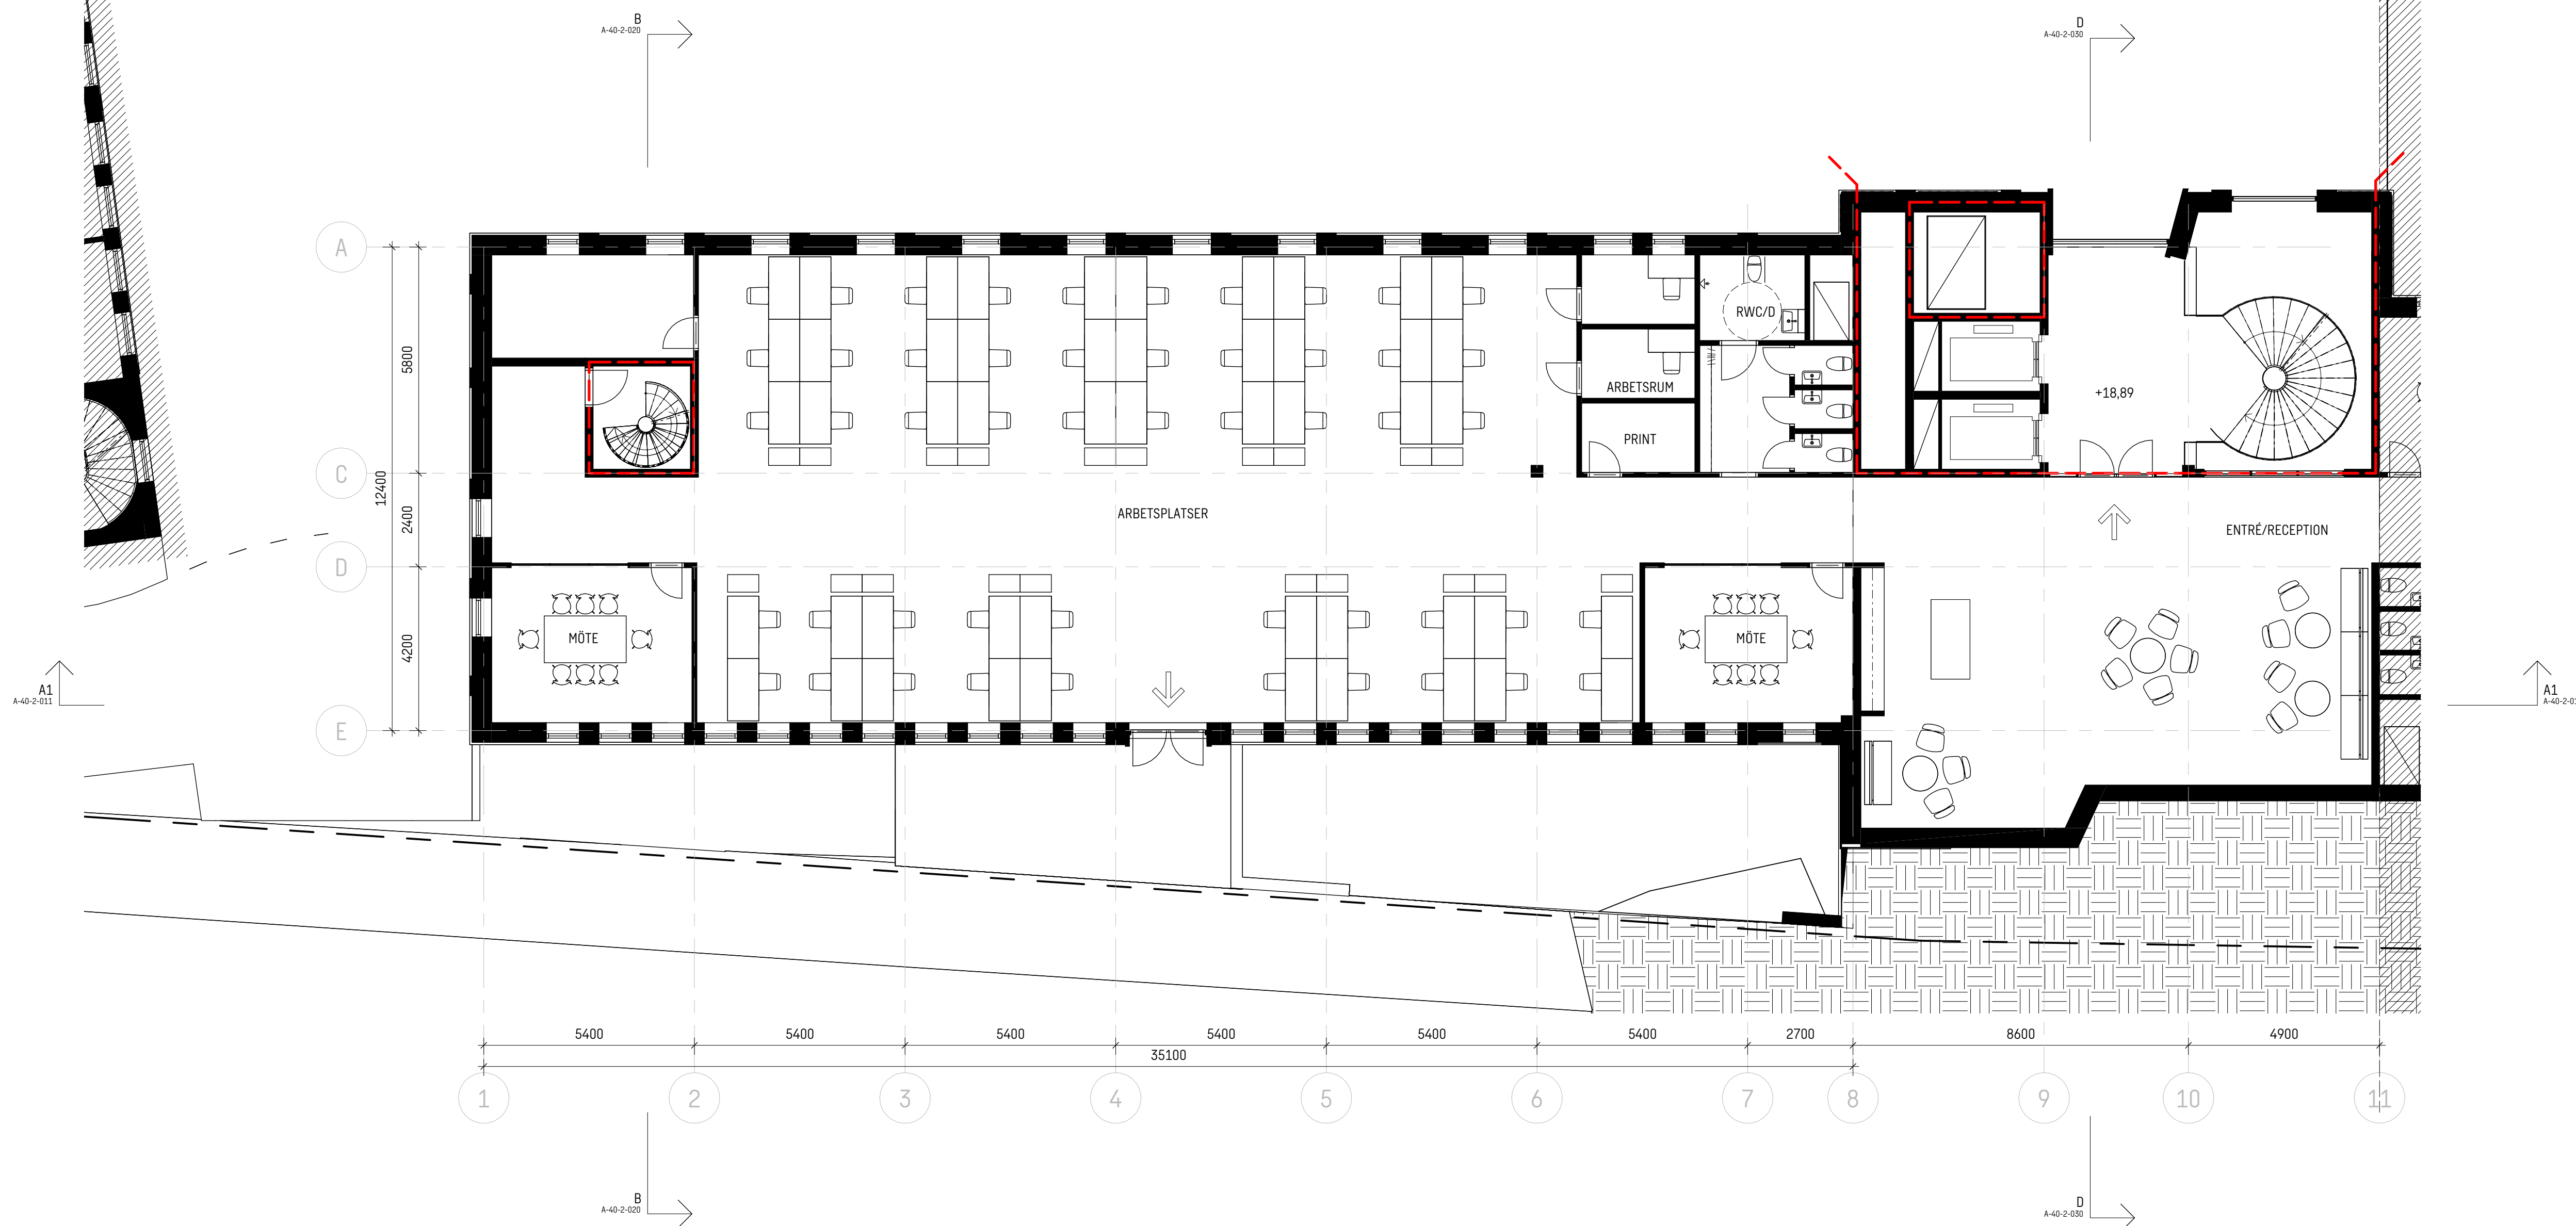 B
A-40-2-020
D
A-40-2-030
A
5800
RWC/D
ARBETSRUM
+18,89
PRINT
C
12400
2400
ARBETSPLATSER
ENTRÉ/RECEPTION
D
4200
MÖTE
MÖTE
A1
A-40-2-011
A1
E
5400
5400
5400
5400
5400
5400
2700
8600
4900
35100
1
2
3
4
5
6
7
8
9
10
11
B
A-40-2-020
D
A-40-2-030